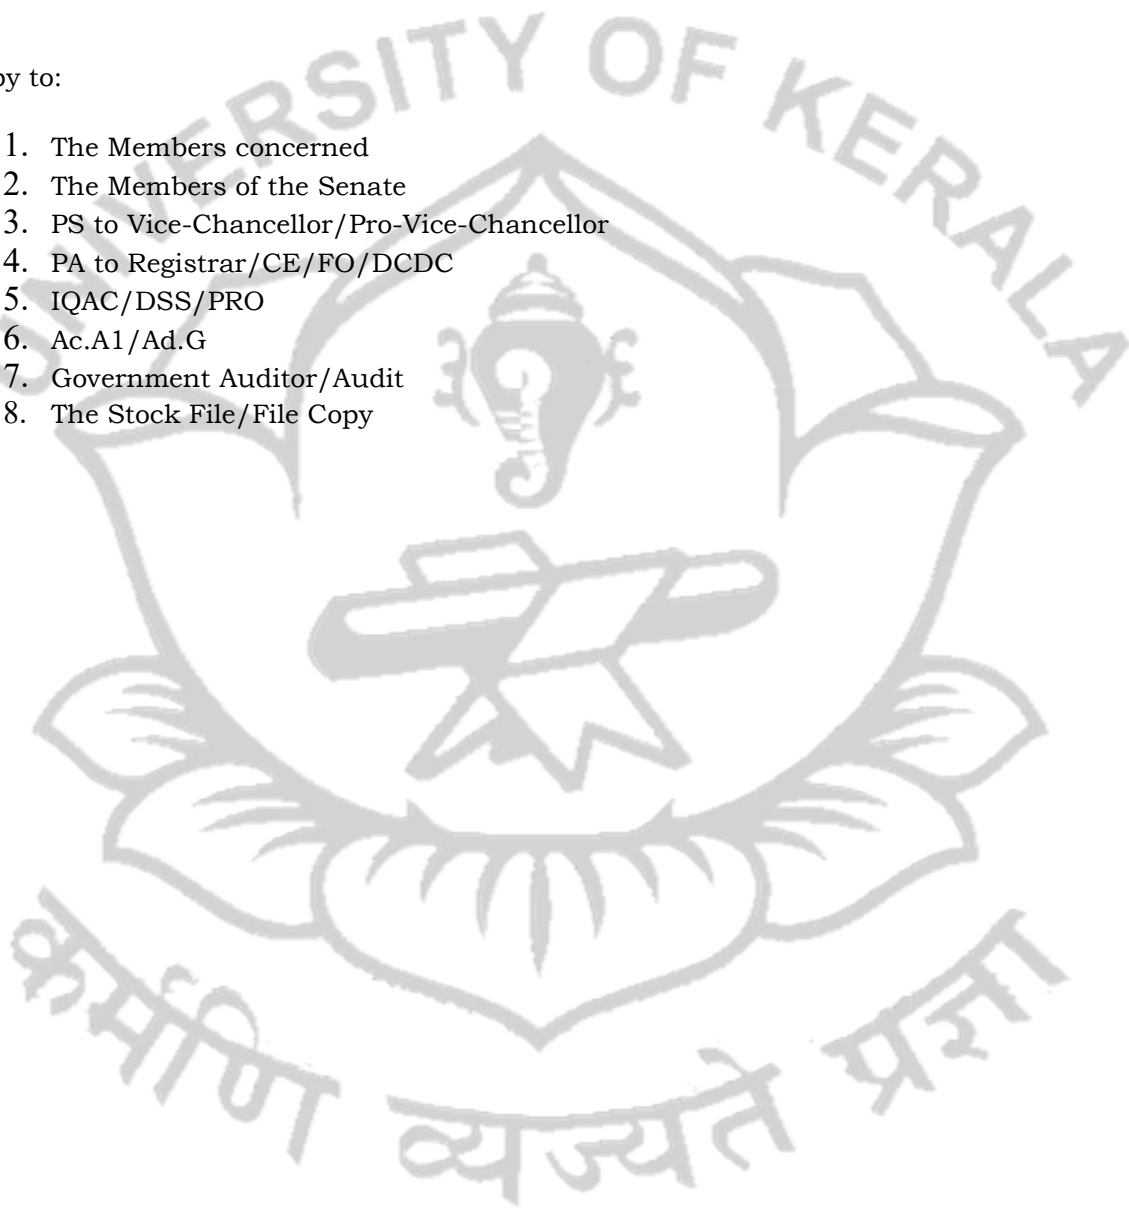 UNIVERSITY OF KERALA
py to:
1. The Members concerned
2. The Members of the Senate
3. PS to Vice-Chancellor/Pro-Vice-Chancellor
4. PA to Registrar/CE/FO/DCDC
5. IQAC/DSS/PRO
6. Ac.A1/Ad.G
7. Government Auditor/Audit
8. The Stock File/File Copy
कर्मणि व्यज्यते प्रज्ञा